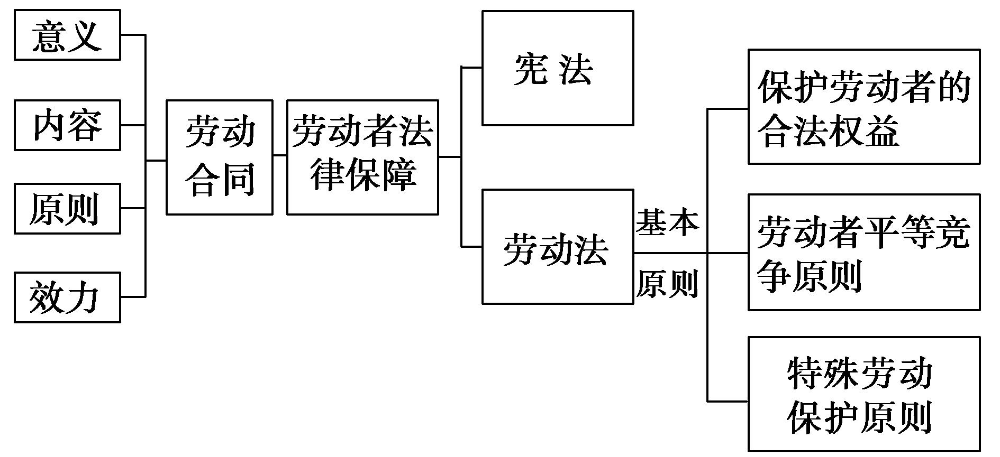 意义
内容
原则
效力
劳动
合同
劳动者法
律保障
宪法
劳动法
基本
原则
保护劳动者的
合法权益
劳动者平等竞
争原则
特殊劳动
保护原则